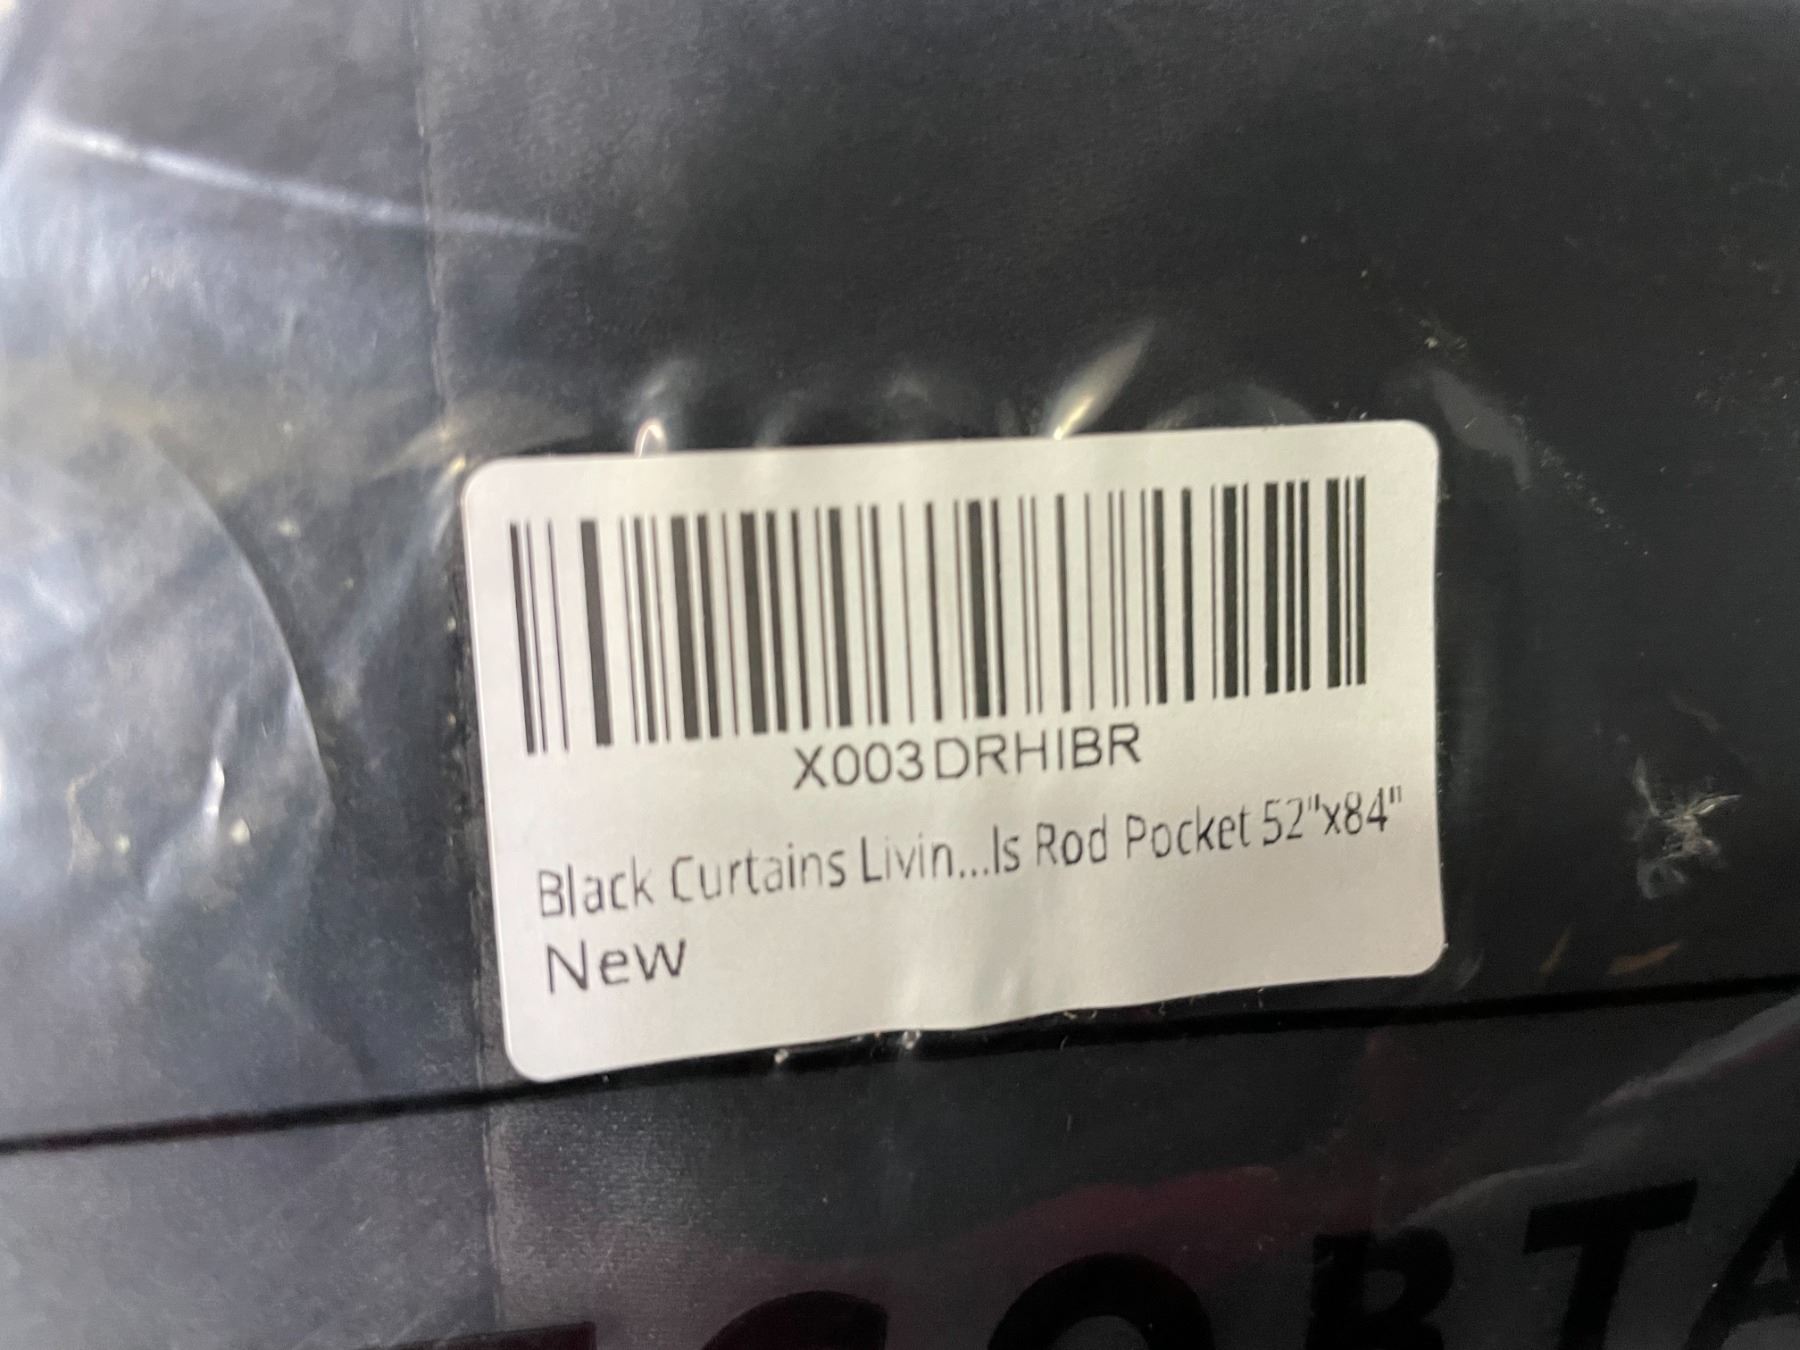 X003DRHIBR
Black Curtains Livin...ls Rod Pocket 52"x84"
New